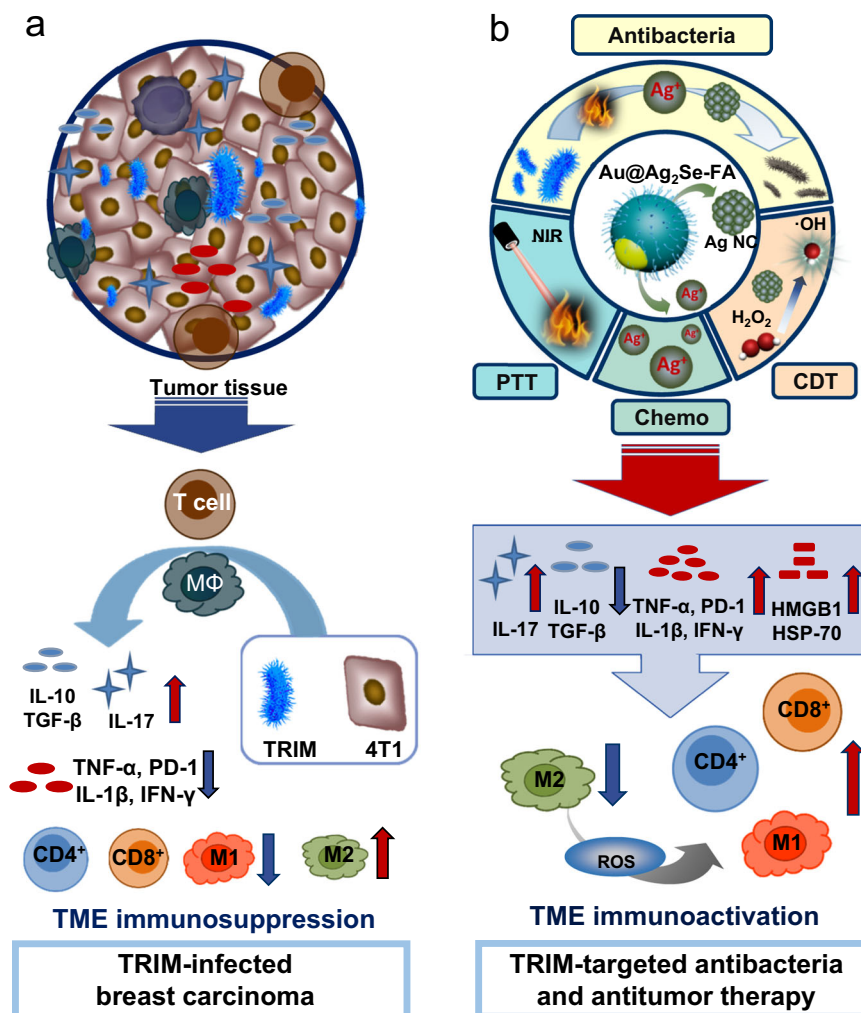 a
Tumor tissue
T cell
MΦ
IL-10
TGF-β
IL-17
TRIM
4T1
TNF-α, PD-1
IL-1β, IFN-γ
CD4⁺
CD8⁺
M1
M2
TME immunosuppression
TRIM-infected
breast carcinoma
b
Antibacteria
Ag⁺
Au@Ag₂Se-FA
Ag NC
NIR
·OH
H₂O₂
Ag⁺
Ag⁺
Ag
Ag⁺
PTT
CDT
Chemo
IL-17
IL-10
TGF-β
TNF-α, PD-1
IL-1β, IFN-γ
HMGB1
HSP-70
CD8⁺
CD4⁺
M2
M1
ROS
TME immunoactivation
TRIM-targeted antibacteria
and antitumor therapy